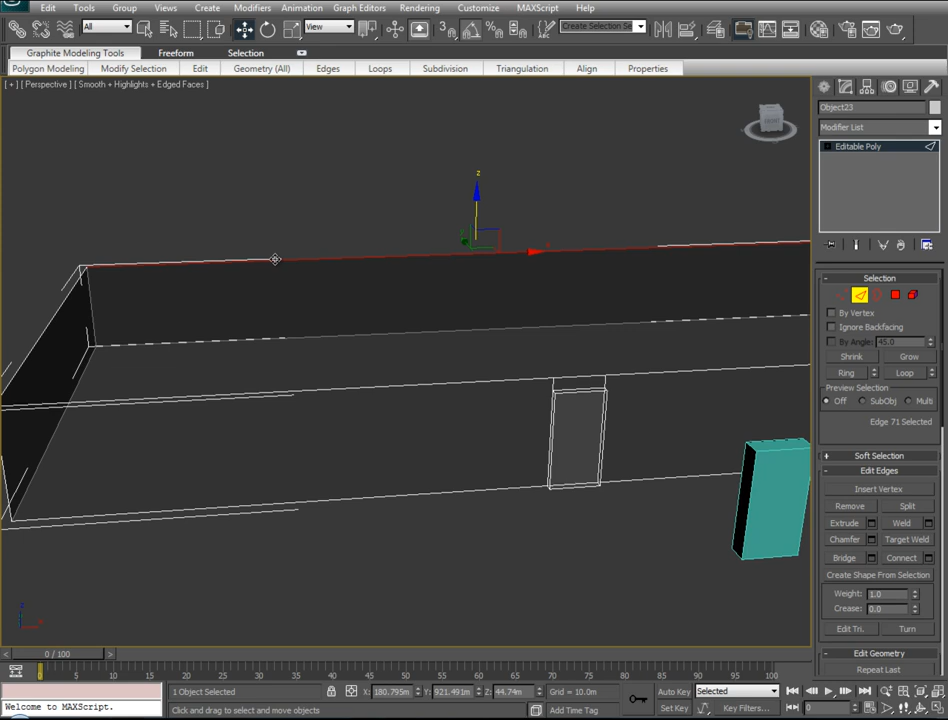 Edit Tools Group Views Create Modifiers Animation Graph Editors Rendering Customize MAXScript Help
All View 3 Create Selection Se
Graphite Modeling Tools Freeform Selection
Polygon Modeling Modify Selection Edit Geometry (All) Edges Loops Subdivision Triangulation Align Properties
[ + ] [ Perspective ] [ Smooth + Highlights + Edged Faces ]
Object23
Modifier List
Editable Poly
FRONT
z
x
Selection
By Vertex
Ignore Backfacing
By Angle: 45.0
Shrink Grow
Ring Loop
Preview Selection
Off SubObj Multi
Edge 71 Selected
Soft Selection
Edit Edges
Insert Vertex
Remove Split
Extrude Weld
Chamfer Target Weld
Bridge Connect
Create Shape From Selection
Weight: 1.0
Crease: 0.0
Edit Tri. Turn
Edit Geometry
Repeat Last
z
x
0 / 100
0 5 10 15 20 25 30 35 40 45 50 55 60 65 70 75 80 85 90 95 100
1 Object Selected X: 180.795m Y: 921.491m Z: 44.74m Grid = 10.0m Auto Key Selected
Welcome to MAXScript. Click and drag to select and move objects Add Time Tag Set Key Key Filters... 0